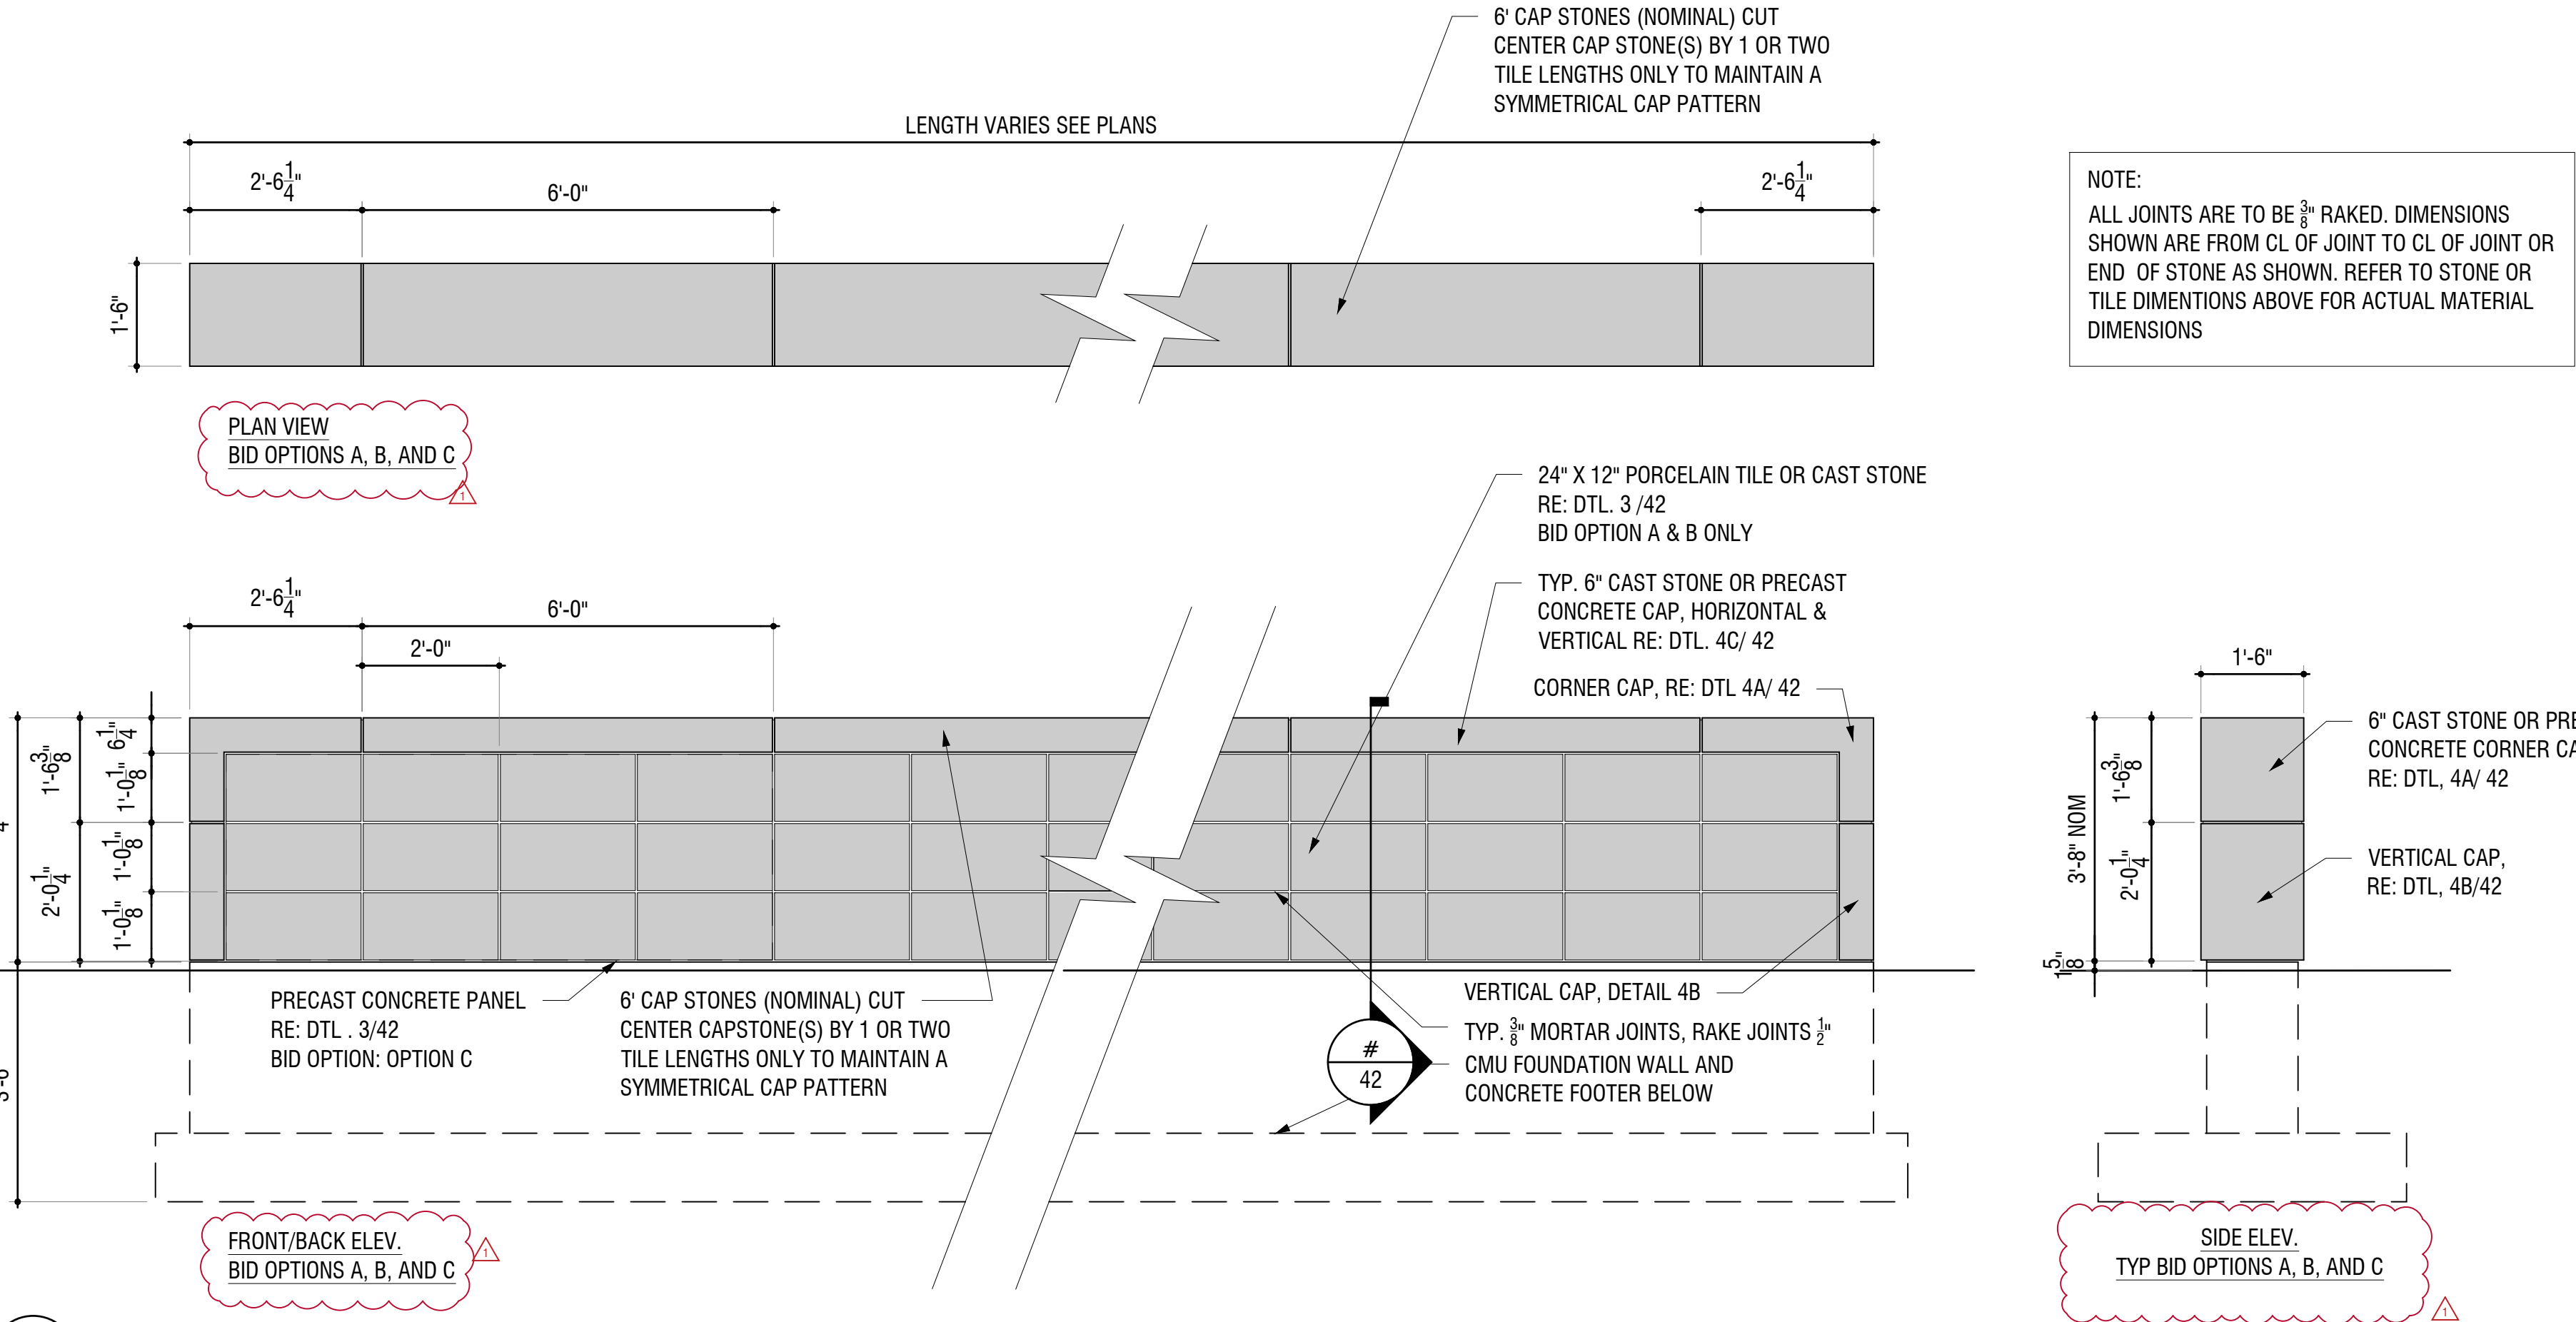 6' CAP STONES (NOMINAL) CUT
CENTER CAP STONE(S) BY 1 OR TWO
TILE LENGTHS ONLY TO MAINTAIN A
SYMMETRICAL CAP PATTERN
LENGTH VARIES SEE PLANS
2'-6 1/4"
6'-0"
2'-6 1/4"
1'-6"
NOTE:
ALL JOINTS ARE TO BE 3/8" RAKED. DIMENSIONS
SHOWN ARE FROM CL OF JOINT TO CL OF JOINT OR
END OF STONE AS SHOWN. REFER TO STONE OR
TILE DIMENTIONS ABOVE FOR ACTUAL MATERIAL
DIMENSIONS
PLAN VIEW
BID OPTIONS A, B, AND C
1
24" X 12" PORCELAIN TILE OR CAST STONE
RE: DTL. 3 /42
BID OPTION A & B ONLY
TYP. 6" CAST STONE OR PRECAST
CONCRETE CAP, HORIZONTAL &
VERTICAL RE: DTL. 4C/ 42
CORNER CAP, RE: DTL 4A/ 42
2'-6 1/4"
6'-0"
2'-0"
6 1/4"
1'-6 3/8"
1'-0 1/8"
1'-0 1/8"
2'-0 1/4"
1'-0 1/8"
PRECAST CONCRETE PANEL
RE: DTL . 3/42
BID OPTION: OPTION C
6' CAP STONES (NOMINAL) CUT
CENTER CAPSTONE(S) BY 1 OR TWO
TILE LENGTHS ONLY TO MAINTAIN A
SYMMETRICAL CAP PATTERN
VERTICAL CAP, DETAIL 4B
TYP. 3/8" MORTAR JOINTS, RAKE JOINTS 1/2"
CMU FOUNDATION WALL AND
CONCRETE FOOTER BELOW
#
42
FRONT/BACK ELEV.
BID OPTIONS A, B, AND C
1
1'-6"
6" CAST STONE OR PRE
CONCRETE CORNER CA
RE: DTL, 4A/ 42
1'-6 3/8"
3'-8" NOM
2'-0 1/4"
VERTICAL CAP,
RE: DTL, 4B/42
1 5/8"
SIDE ELEV.
TYP BID OPTIONS A, B, AND C
1